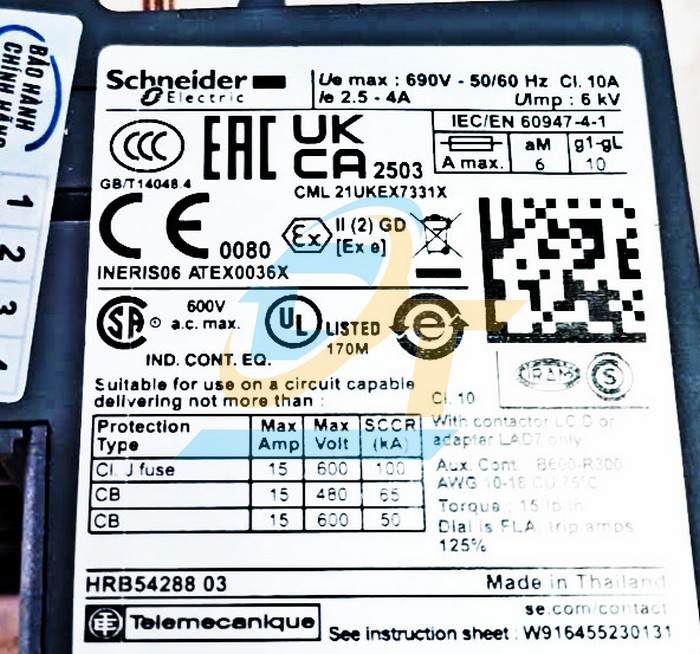 BẢO HÀNH
CHÍNH HÃNG
1
2
3
4
Schneider
Electric
Ue max : 690V - 50/60 Hz Cl. 10A
Ie 2.5 - 4A Uimp : 6 kV
IEC/EN 60947-4-1
aM g1-gL
A max. 6 10
CCC
GB/T14048.4
EAC
UK
CA 2503
CML 21UKEX7331X
CE 0080
Ex II (2) GD
[Ex e]
INERIS06 ATEX0036X
SA 600V
a.c. max.
UL LISTED
170M
e
IND. CONT. EQ.
Suitable for use on a circuit capable
delivering not more than :
Protection Type Max Amp Max Volt SCCR (kA)
Cl. J fuse 15 600 100
CB 15 480 65
CB 15 600 50
IRAM S
Cl. 10
With contactor LC D or
adapter LAD7 only
Aux. Cont. B600-R300
AWG 10-18 CU 75°C
Torque : 15 lb.in
Dial is FLA, trip amps
125%
HRB54288 03 Made in Thailand
Telemecanique
se.com/contact
See instruction sheet : W916455230131